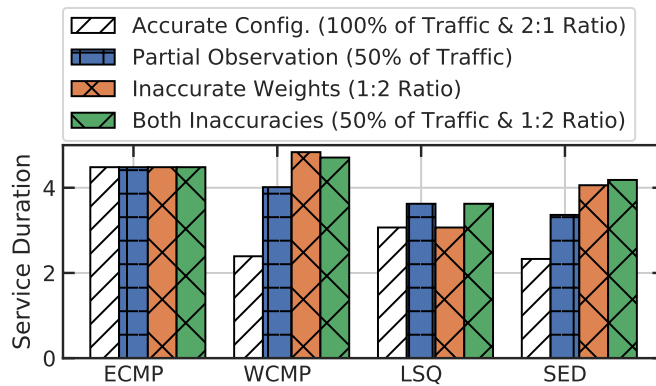 Accurate Config. (100% of Traffic & 2:1 Ratio)
Partial Observation (50% of Traffic)
Inaccurate Weights (1:2 Ratio)
Both Inaccuracies (50% of Traffic & 1:2 Ratio)
Service Duration
4
2
0
ECMP WCMP LSQ SED